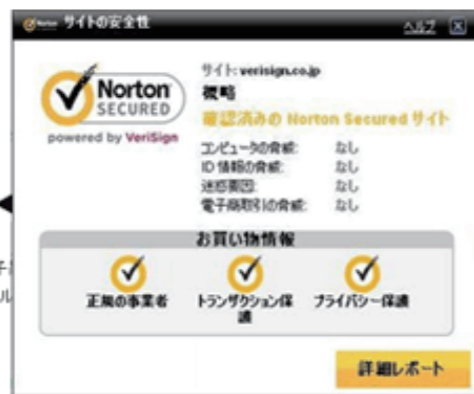 Norton サイトの安全性
ヘルプ
サイト: verisign.co.jp
概略
Norton
SECURED
powered by VeriSign
確認済みの Norton Secured サイト
コンピュータの脅威: なし
ID 情報の脅威: なし
迷惑要因: なし
電子商取引の脅威: なし
お買い物情報
正規の事業者
トランザクション保
護
プライバシー保護
詳細レポート